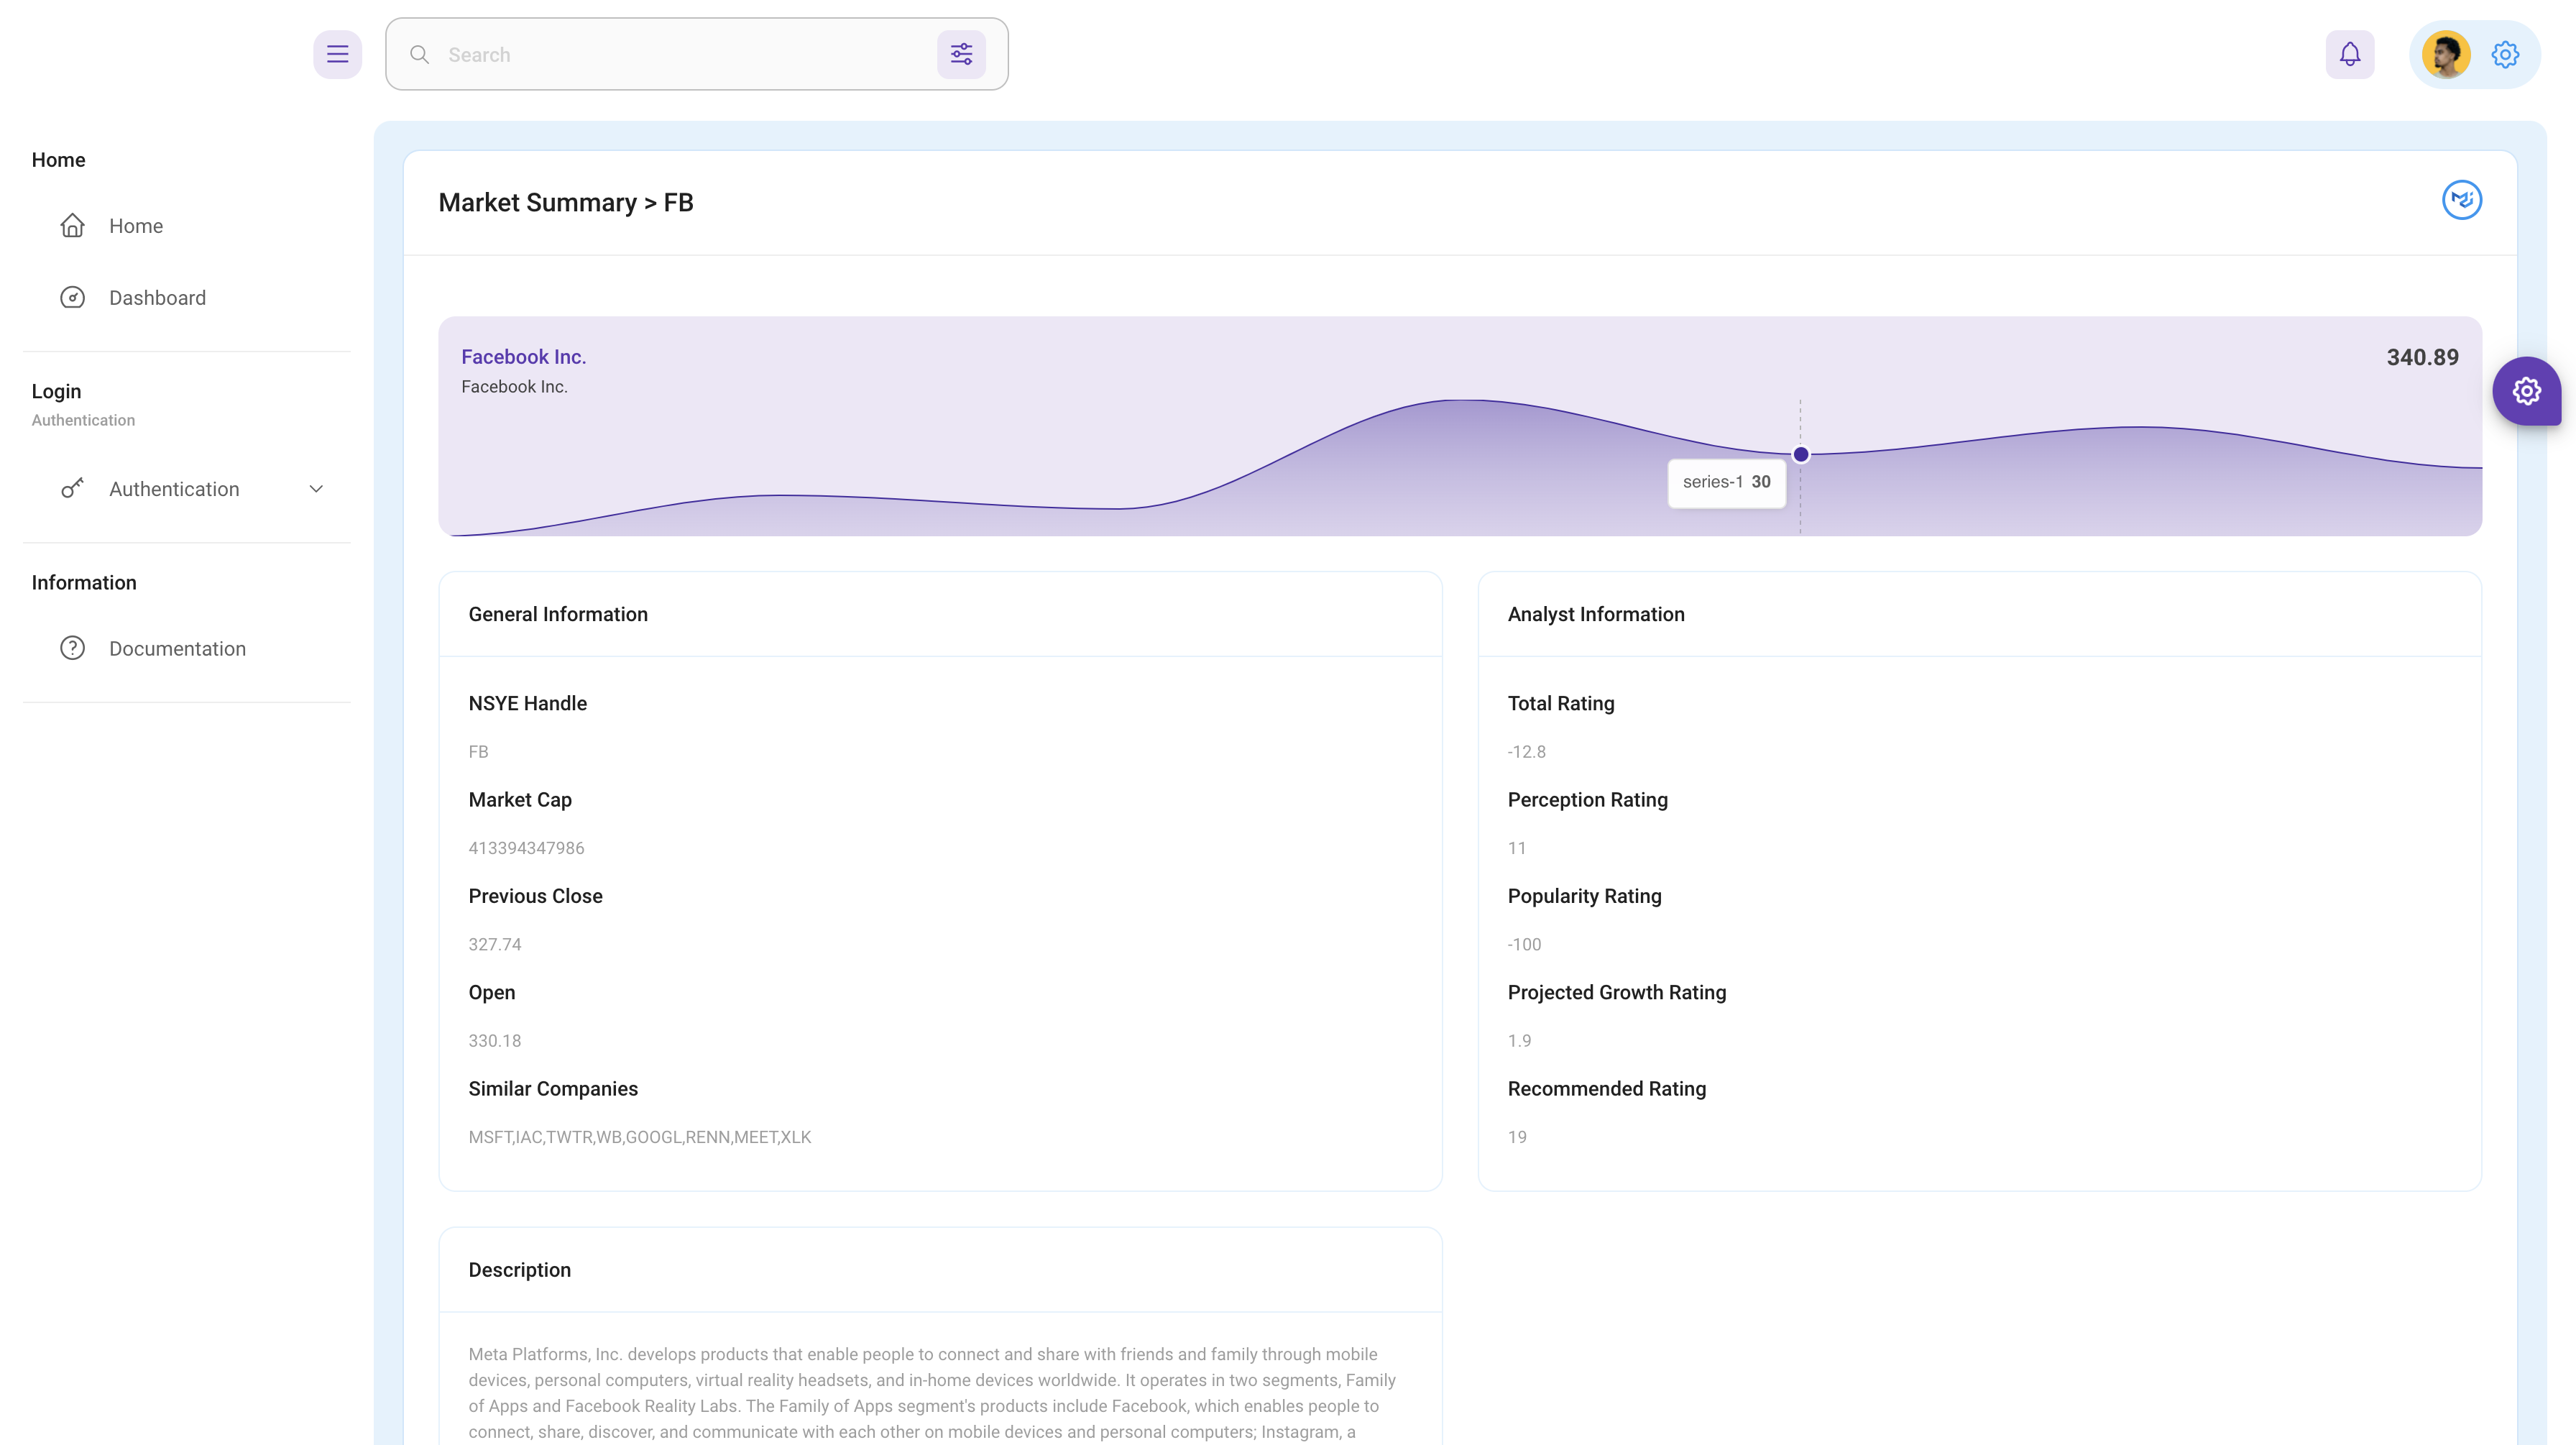 Search
Home
Home
Dashboard
Login
Authentication
Authentication
Information
Documentation
Market Summary > FB
Facebook Inc.
340.89
Facebook Inc.
series-1 30
General Information
NSYE Handle
FB
Market Cap
413394347986
Previous Close
327.74
Open
330.18
Similar Companies
MSFT,IAC,TWTR,WB,GOOGL,RENN,MEET,XLK
Analyst Information
Total Rating
-12.8
Perception Rating
11
Popularity Rating
-100
Projected Growth Rating
1.9
Recommended Rating
19
Description
Meta Platforms, Inc. develops products that enable people to connect and share with friends and family through mobile
devices, personal computers, virtual reality headsets, and in-home devices worldwide. It operates in two segments, Family
of Apps and Facebook Reality Labs. The Family of Apps segment's products include Facebook, which enables people to
connect, share, discover, and communicate with each other on mobile devices and personal computers; Instagram, a